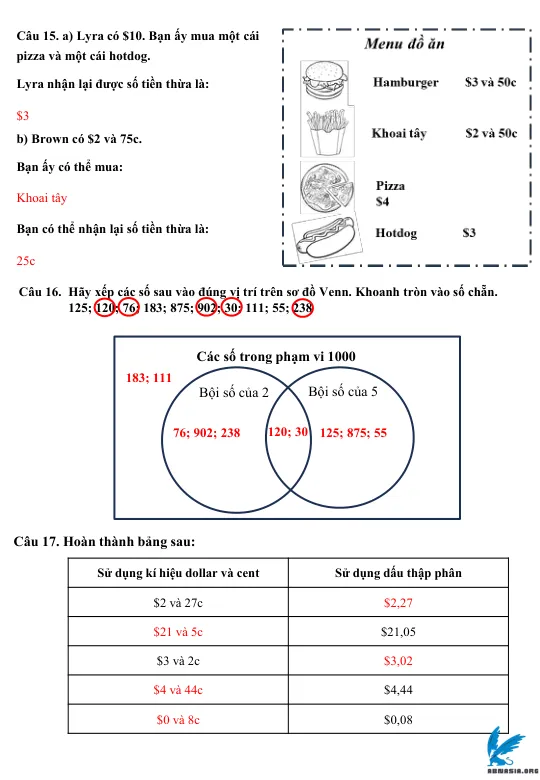 Câu 15. a) Lyra có $10. Bạn ấy mua một cái
pizza và một cái hotdog.
Lyra nhận lại được số tiền thừa là:
$3
b) Brown có $2 và 75c.
Bạn ấy có thể mua:
Khoai tây
Bạn có thể nhận lại số tiền thừa là:
25c
Menu đồ ăn
Hamburger $3 và 50c
Khoai tây $2 và 50c
Pizza
$4
Hotdog $3
Câu 16. Hãy xếp các số sau vào đúng vị trí trên sơ đồ Venn. Khoanh tròn vào số chẵn.
125; 120; 76; 183; 875; 902; 30; 111; 55; 238
Các số trong phạm vi 1000
183; 111
Bội số của 2 Bội số của 5
76; 902; 238 120; 30 125; 875; 55
Câu 17. Hoàn thành bảng sau:
Sử dụng kí hiệu dollar và cent Sử dụng dấu thập phân
$2 và 27c $2,27
$21 và 5c $21,05
$3 và 2c $3,02
$4 và 44c $4,44
$0 và 8c $0,08
ABMASIA.ORG